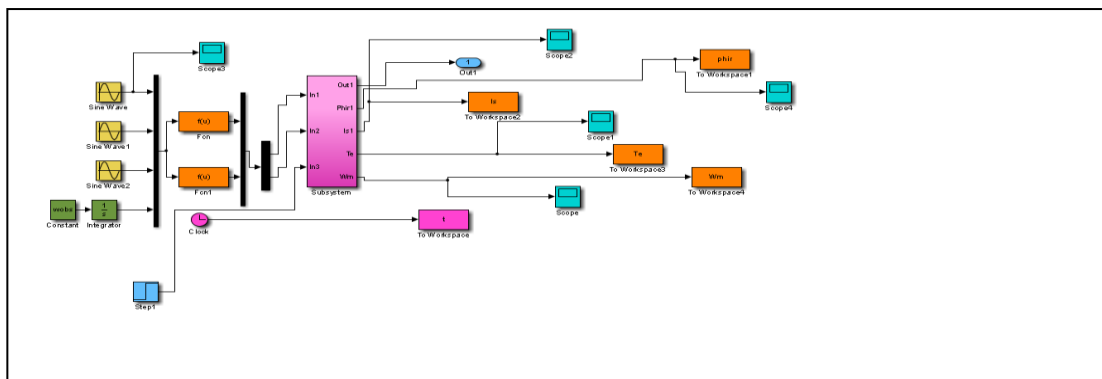 Scope3
Sine Wave
Sine Wave1
Sine Wave2
wobs
Constant
1
s
Integrator
f(u)
Fcn
f(u)
Fcn1
In1
In2
In3
Out1
Phir1
Is1
Te
Wm
Subsystem
Step1
Clock
t
To Workspace
1
Out1
Scope2
Is
To Workspace2
Scope1
Te
To Workspace3
Scope
Wm
To Workspace4
phir
To Workspace1
Scope4